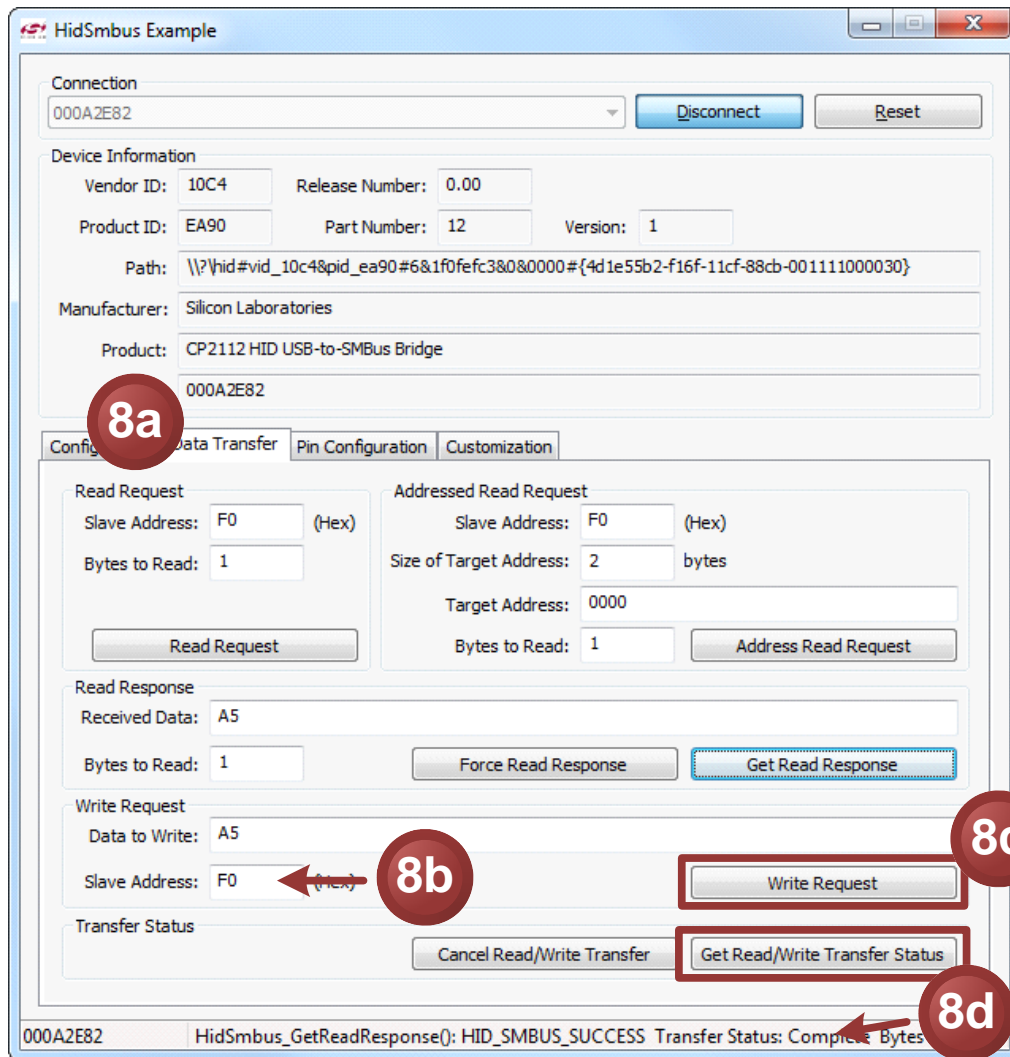 HidSmbus Example
Connection
000A2E82 Disconnect Reset
Device Information
Vendor ID: 10C4 Release Number: 0.00
Product ID: EA90 Part Number: 12 Version: 1
Path: \\?\hid#vid_10c4&pid_ea90#6&1f0fefc3&0&0000#{4d1e55b2-f16f-11cf-88cb-001111000030}
Manufacturer: Silicon Laboratories
Product: CP2112 HID USB-to-SMBus Bridge
000A2E82
8a
Data Transfer Pin Configuration Customization
Read Request Addressed Read Request
Slave Address: F0 (Hex) Slave Address: F0 (Hex)
Bytes to Read: 1 Size of Target Address: 2 bytes
Target Address: 0000
Read Request Bytes to Read: 1 Address Read Request
Read Response
Received Data: A5
Bytes to Read: 1 Force Read Response Get Read Response
Write Request
Data to Write: A5
Slave Address: F0 (Hex) 8b Write Request
Transfer Status
Cancel Read/Write Transfer Get Read/Write Transfer Status
8d
000A2E82 HidSmbus_GetReadResponse(): HID_SMBUS_SUCCESS Transfer Status: Complete Bytes